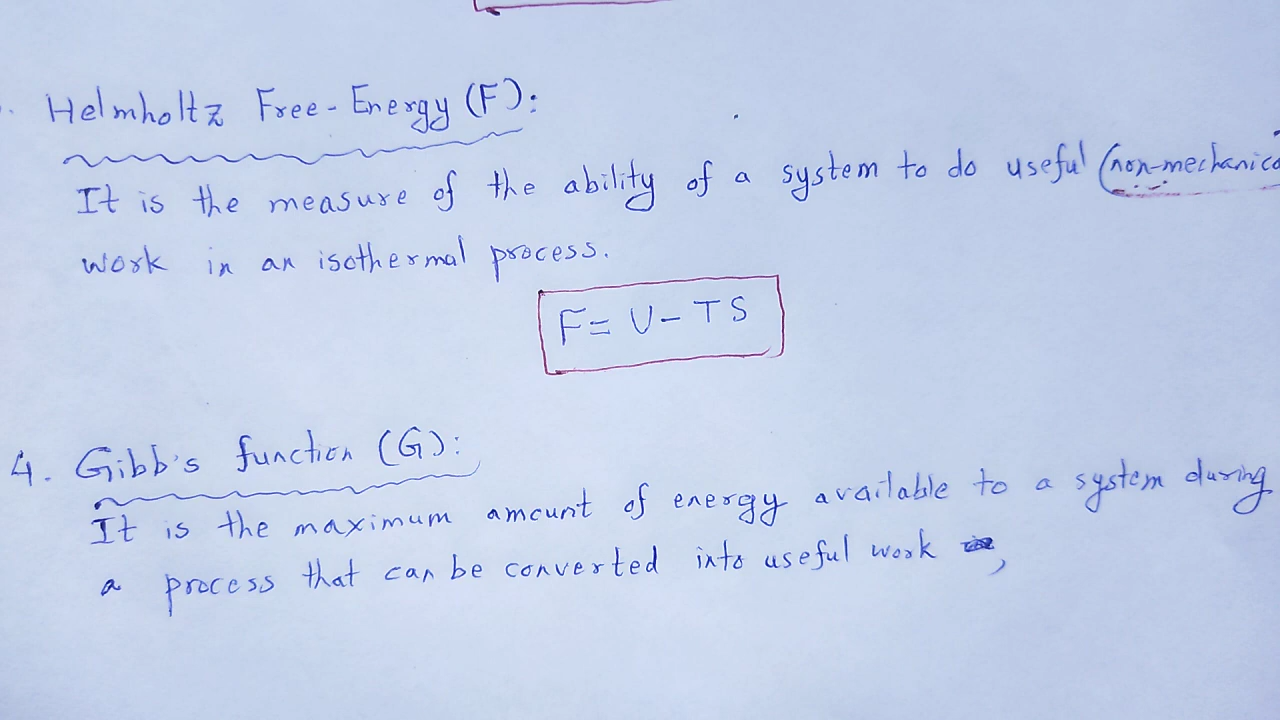 Helmholtz Free-Energy (F):
It is the measure of the ability of a system to do useful (non-mechanica
work in an isothermal process.
F = U - TS
4. Gibb's function (G):
It is the maximum amount of energy available to a system during
a process that can be converted into useful work ,